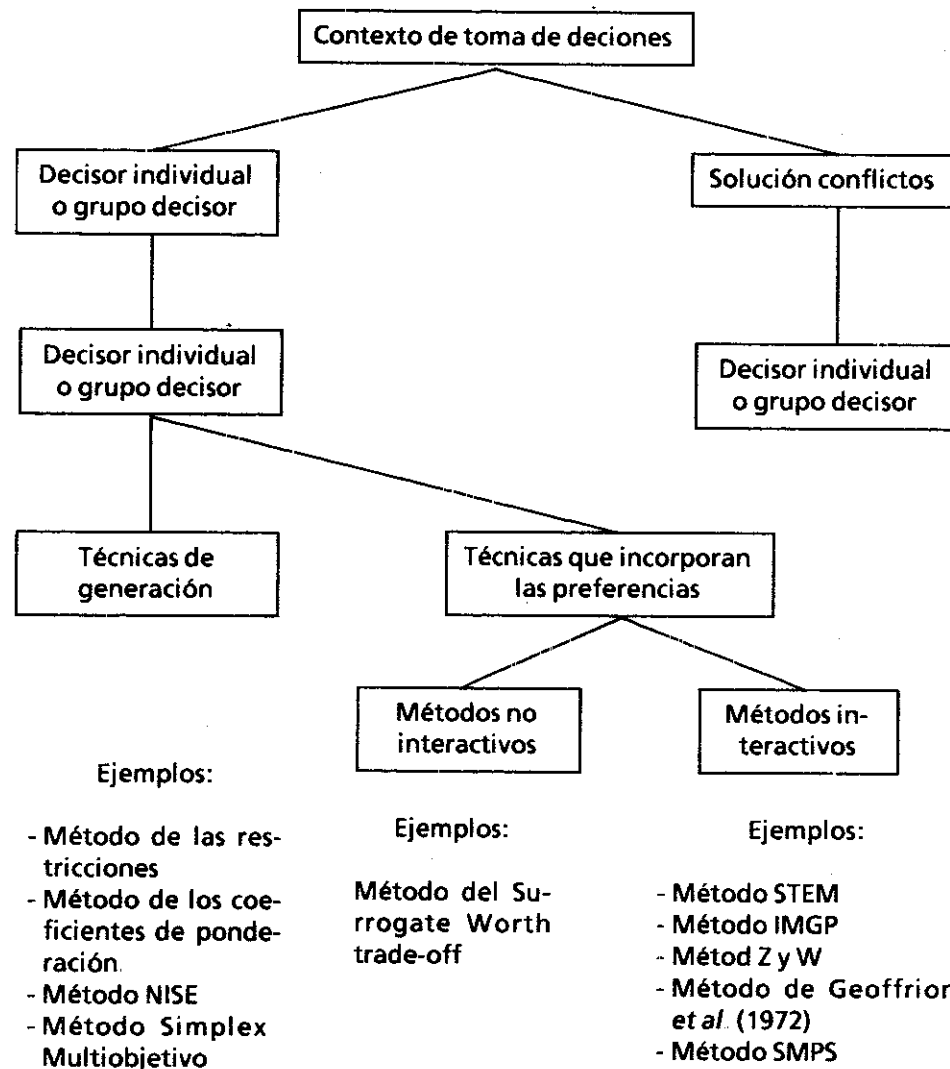 Contexto de toma de deciones
Decisor individual
o grupo decisor
Solución conflictos
Decisor individual
o grupo decisor
Decisor individual
o grupo decisor
Técnicas de
generación
Técnicas que incorporan
las preferencias
Métodos no
interactivos
Métodos in-
teractivos
Ejemplos:
- Método de las res-
tricciones
- Método de los coe-
ficientes de ponde-
ración.
- Método NISE
- Método Simplex
Multiobjetivo
Ejemplos:
Método del Su-
rrogate Worth
trade-off
Ejemplos:
- Método STEM
- Método IMGP
- Métod Z y W
- Método de Geoffrion
et al. (1972)
- Método SMPS